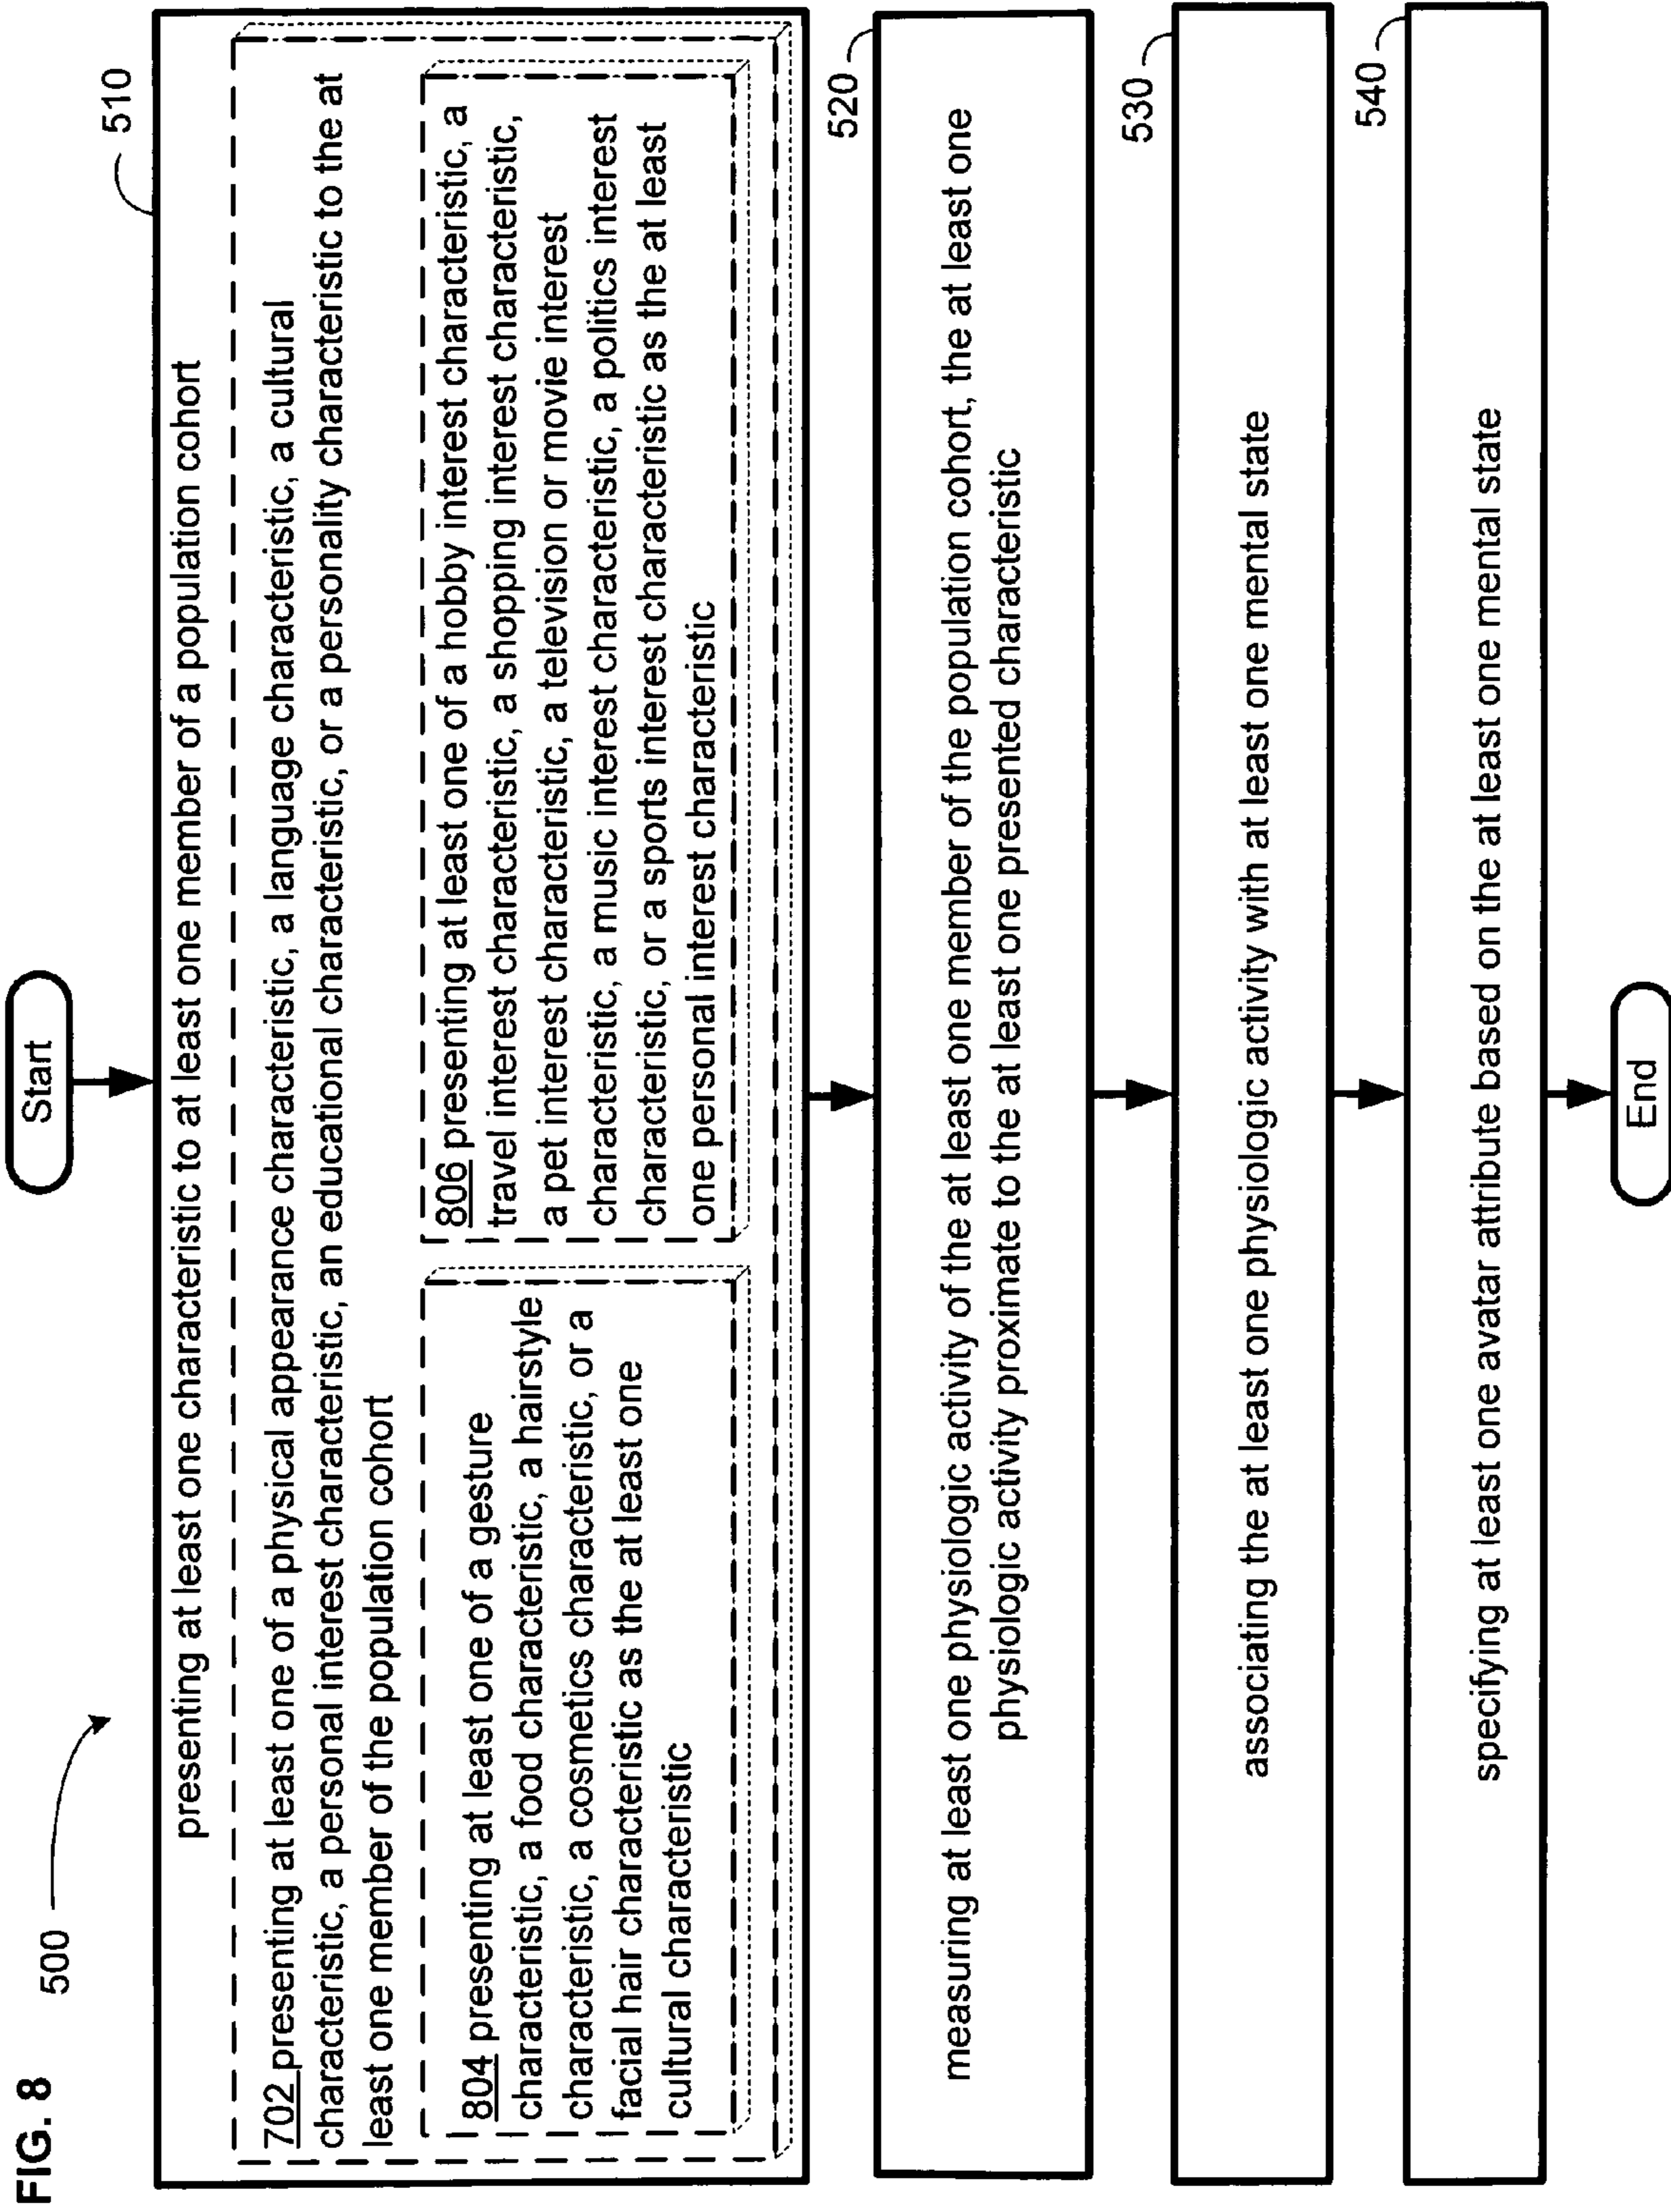 FIG. 8
500
Start
510
presenting at least one characteristic to at least one member of a population cohort
702 presenting at least one of a physical appearance characteristic, a language characteristic, a cultural
characteristic, a personal interest characteristic, an educational characteristic, or a personality characteristic to the at
least one member of the population cohort
804 presenting at least one of a gesture
characteristic, a food characteristic, a hairstyle
characteristic, a cosmetics characteristic, or a
facial hair characteristic as the at least one
cultural characteristic
806 presenting at least one of a hobby interest characteristic, a
travel interest characteristic, a shopping interest characteristic,
a pet interest characteristic, a television or movie interest
characteristic, a music interest characteristic, a politics interest
characteristic, or a sports interest characteristic as the at least
one personal interest characteristic
520
measuring at least one physiologic activity of the at least one member of the population cohort, the at least one
physiologic activity proximate to the at least one presented characteristic
530
associating the at least one physiologic activity with at least one mental state
540
specifying at least one avatar attribute based on the at least one mental state
End